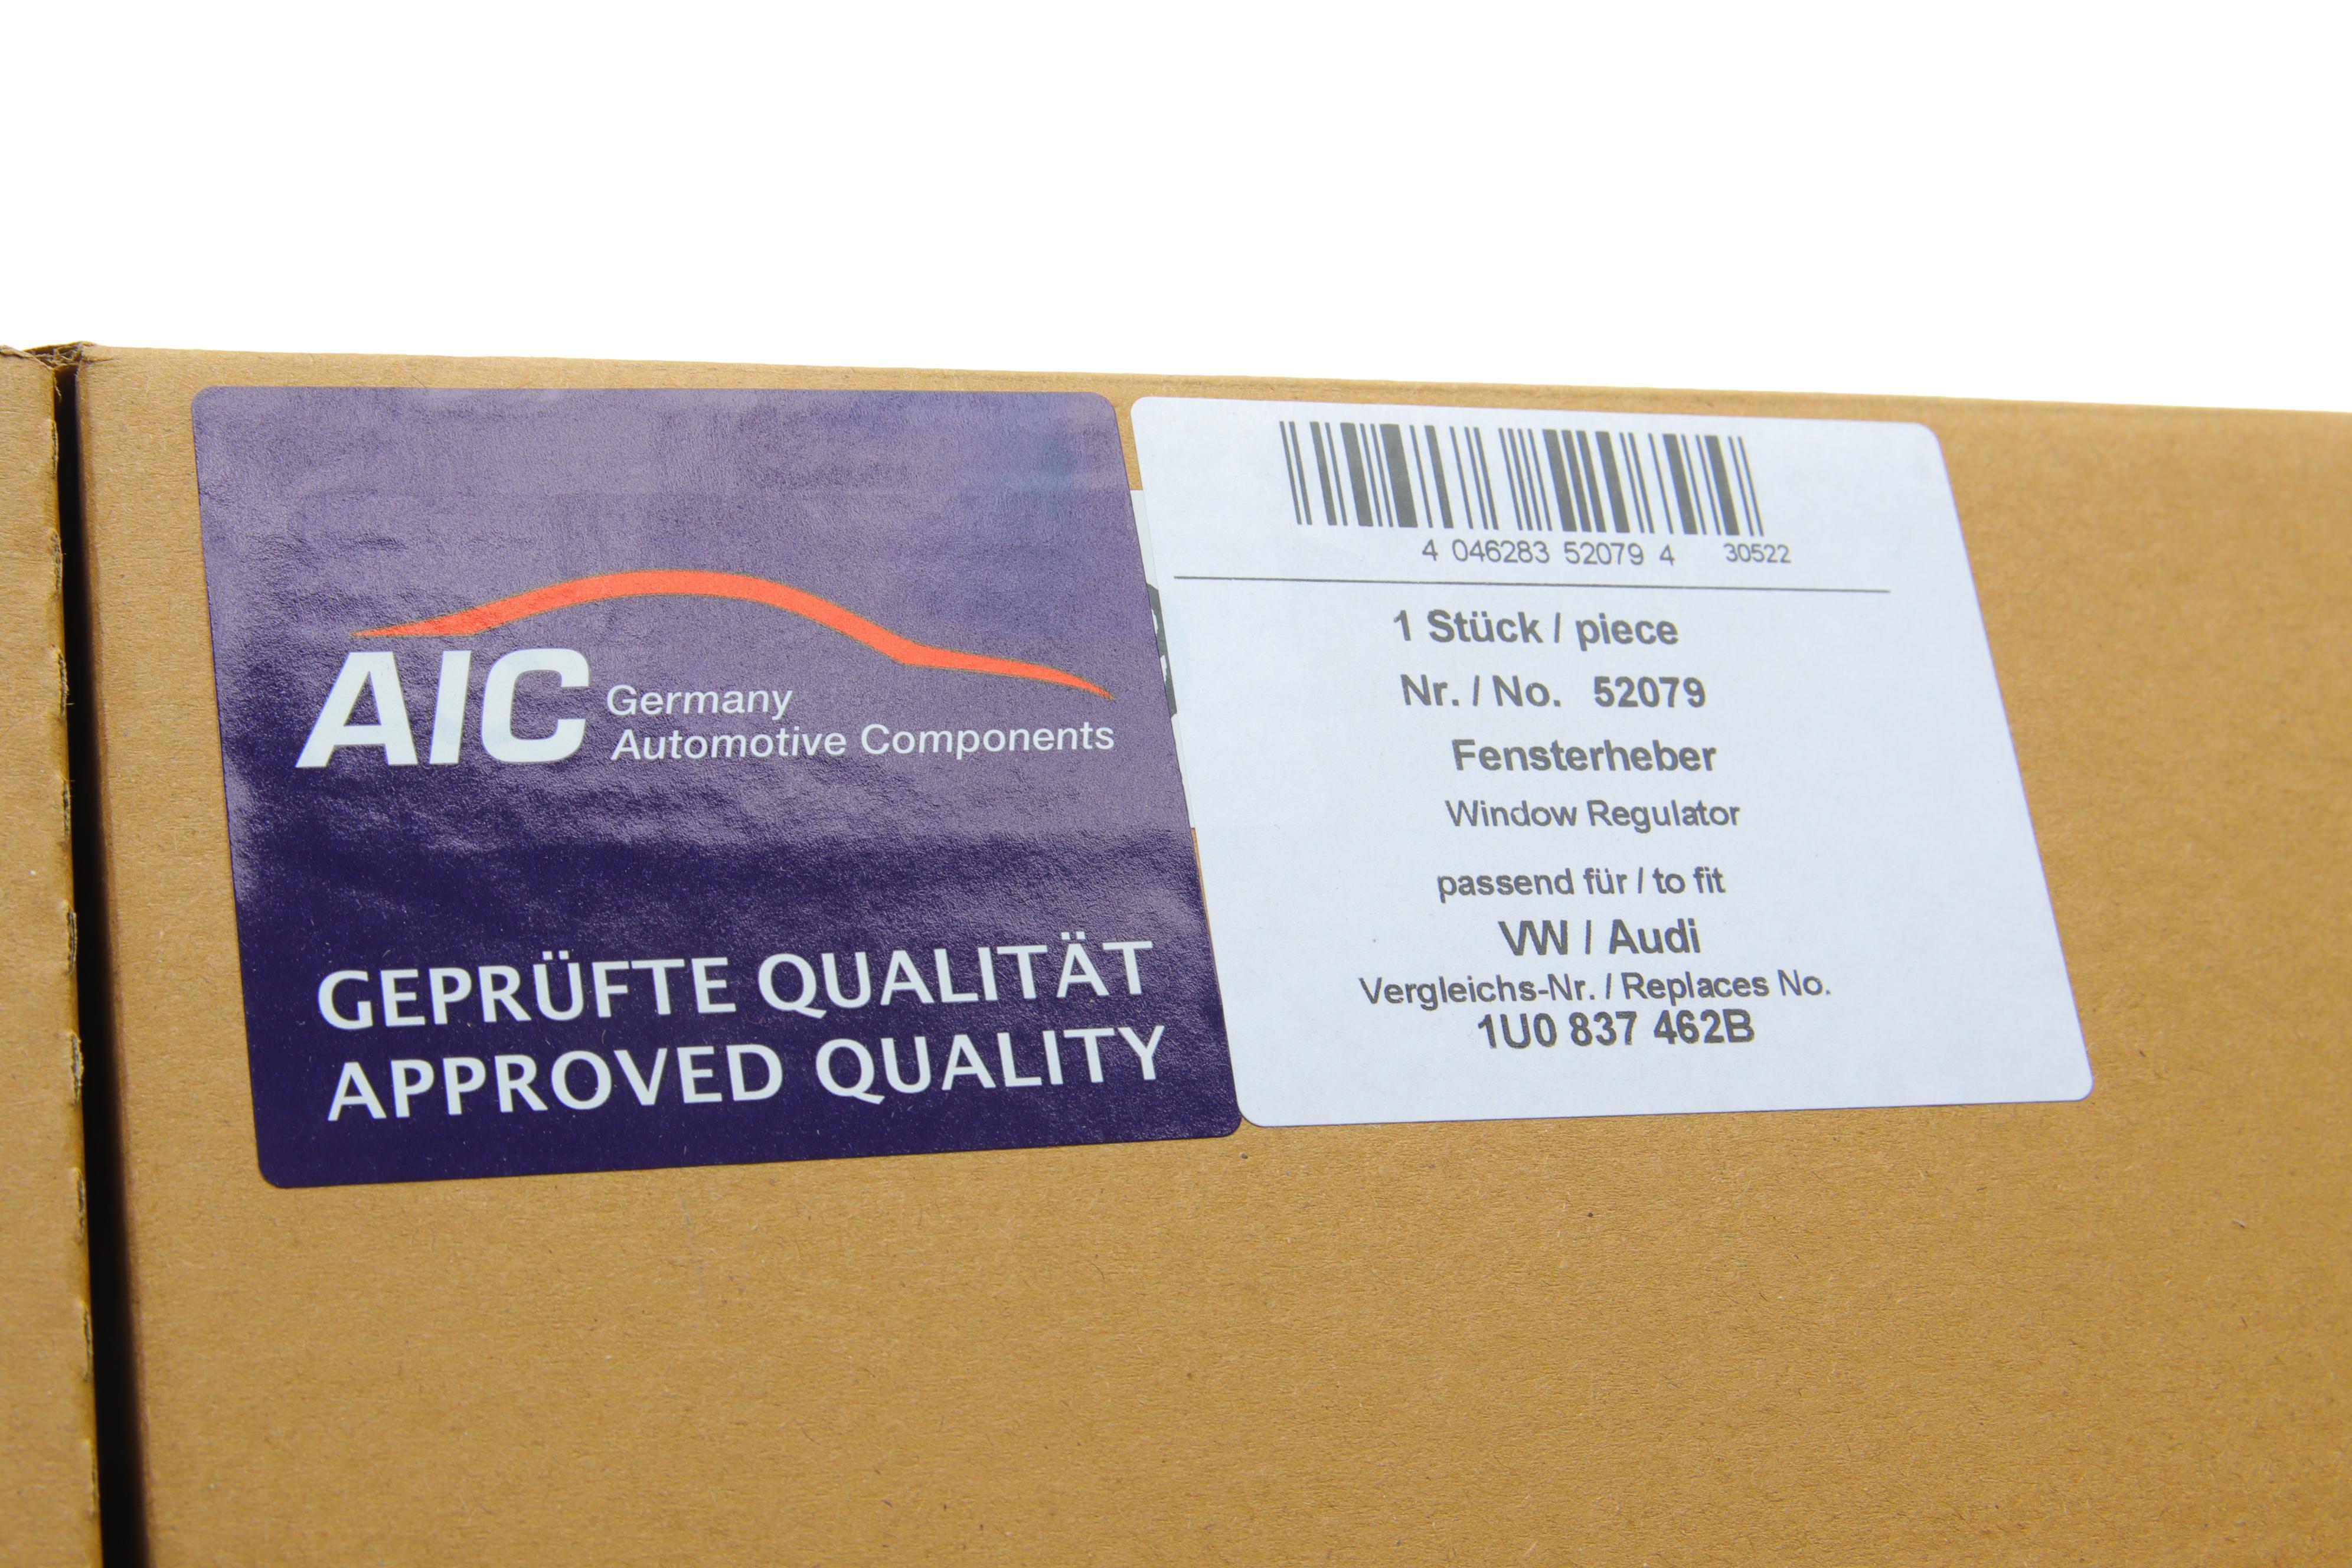 AIC Germany
Automotive Components
GEPRÜFTE QUALITÄT
APPROVED QUALITY
4 046283 52079 4 30522
1 Stück / piece
Nr. / No. 52079
Fensterheber
Window Regulator
passend für / to fit
VW / Audi
Vergleichs-Nr. / Replaces No.
1U0 837 462B